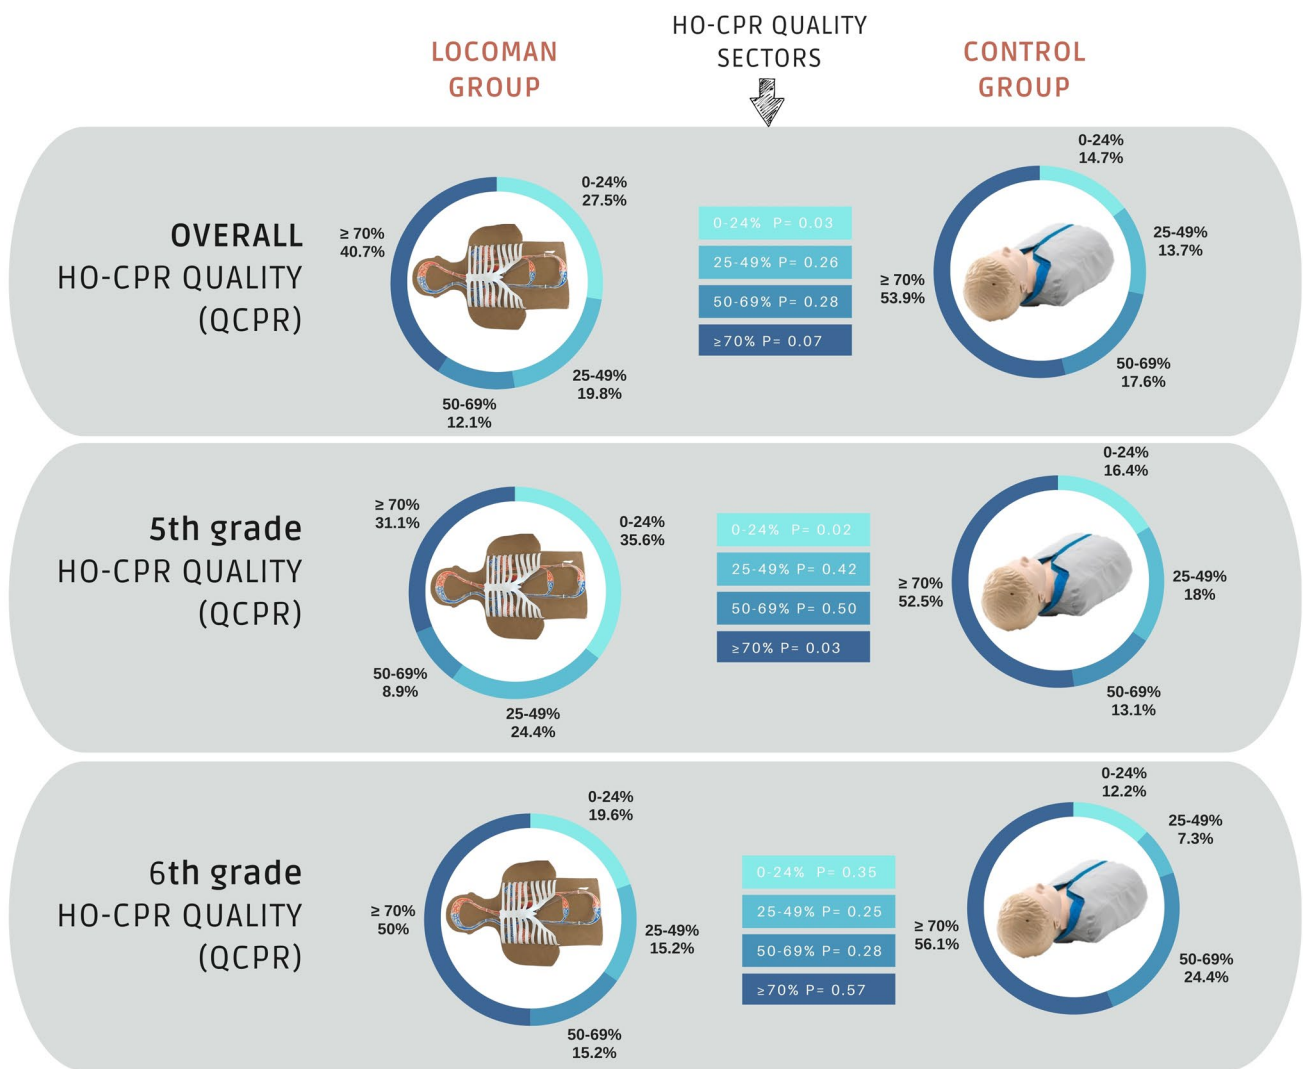 LOCOMAN
GROUP
HO-CPR QUALITY
SECTORS
CONTROL
GROUP
OVERALL
HO-CPR QUALITY
(QCPR)
0-24%
27.5%
25-49%
19.8%
50-69%
12.1%
≥ 70%
40.7%
0-24% P= 0.03
25-49% P= 0.26
50-69% P= 0.28
≥70% P= 0.07
0-24%
14.7%
25-49%
13.7%
50-69%
17.6%
≥ 70%
53.9%
5th grade
HO-CPR QUALITY
(QCPR)
0-24%
35.6%
25-49%
24.4%
50-69%
8.9%
≥ 70%
31.1%
0-24% P= 0.02
25-49% P= 0.42
50-69% P= 0.50
≥70% P= 0.03
0-24%
16.4%
25-49%
18%
50-69%
13.1%
≥ 70%
52.5%
6th grade
HO-CPR QUALITY
(QCPR)
0-24%
19.6%
25-49%
15.2%
50-69%
15.2%
≥ 70%
50%
0-24% P= 0.35
25-49% P= 0.25
50-69% P= 0.28
≥70% P= 0.57
0-24%
12.2%
25-49%
7.3%
50-69%
24.4%
≥ 70%
56.1%